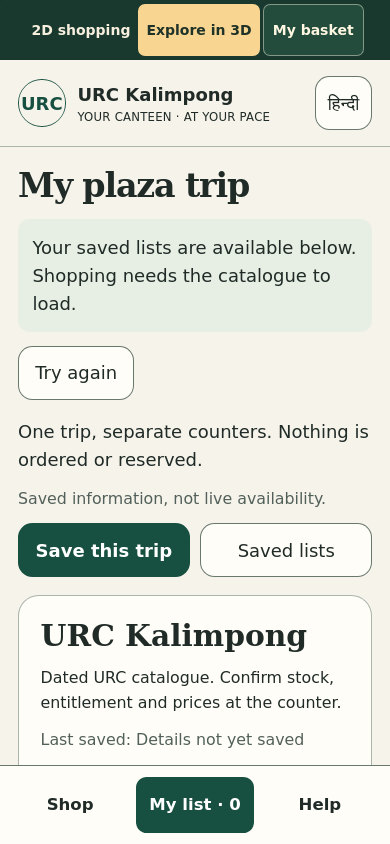 2D shopping
Explore in 3D
My basket
URC
URC Kalimpong
YOUR CANTEEN · AT YOUR PACE
हिन्दी
My plaza trip
Your saved lists are available below.
Shopping needs the catalogue to
load.
Try again
One trip, separate counters. Nothing is
ordered or reserved.
Saved information, not live availability.
Save this trip
Saved lists
URC Kalimpong
Dated URC catalogue. Confirm stock,
entitlement and prices at the counter.
Last saved: Details not yet saved
Shop
My list · 0
Help